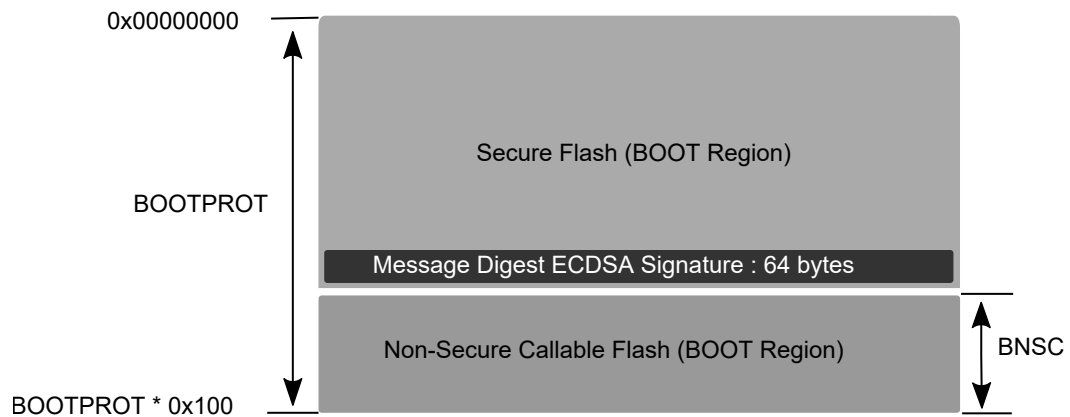 0x00000000
Secure Flash (BOOT Region)
BOOTPROT
Message Digest ECDSA Signature : 64 bytes
Non-Secure Callable Flash (BOOT Region)
BNSC
BOOTPROT * 0x100